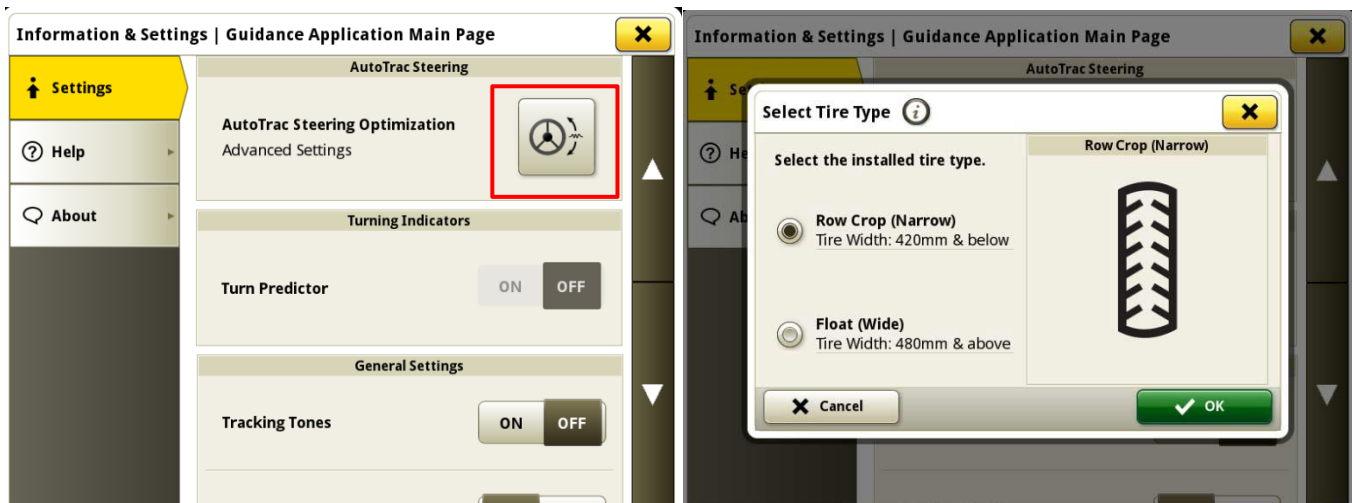 Information & Settings | Guidance Application Main Page
Settings
Help
About
AutoTrac Steering
AutoTrac Steering Optimization
Advanced Settings
Turning Indicators
Turn Predictor
ON OFF
General Settings
Tracking Tones
ON OFF
Information & Settings | Guidance Application Main Page
AutoTrac Steering
Se
He
Ab
Select Tire Type
Select the installed tire type.
Row Crop (Narrow)
Tire Width: 420mm & below
Float (Wide)
Tire Width: 480mm & above
Row Crop (Narrow)
Cancel
OK